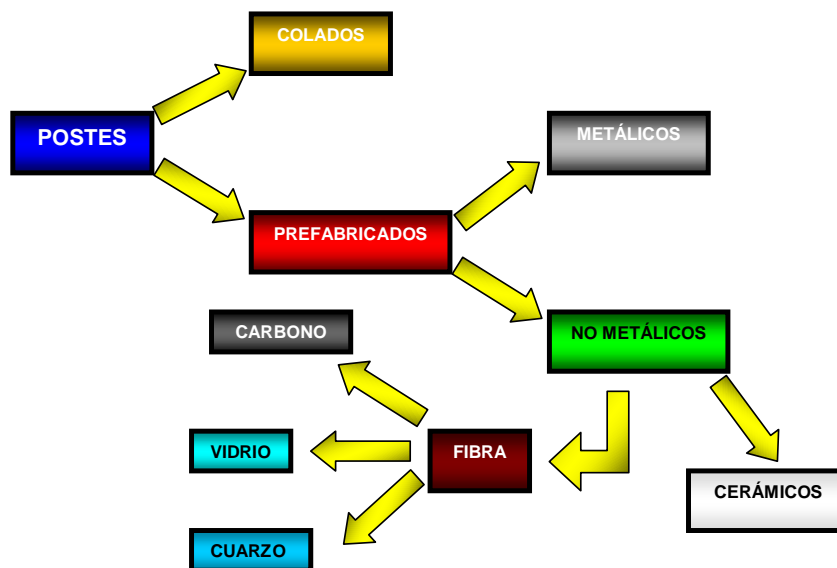 COLADOS
POSTES
METÁLICOS
PREFABRICADOS
CARBONO
NO METÁLICOS
VIDRIO
FIBRA
CERÁMICOS
CUARZO